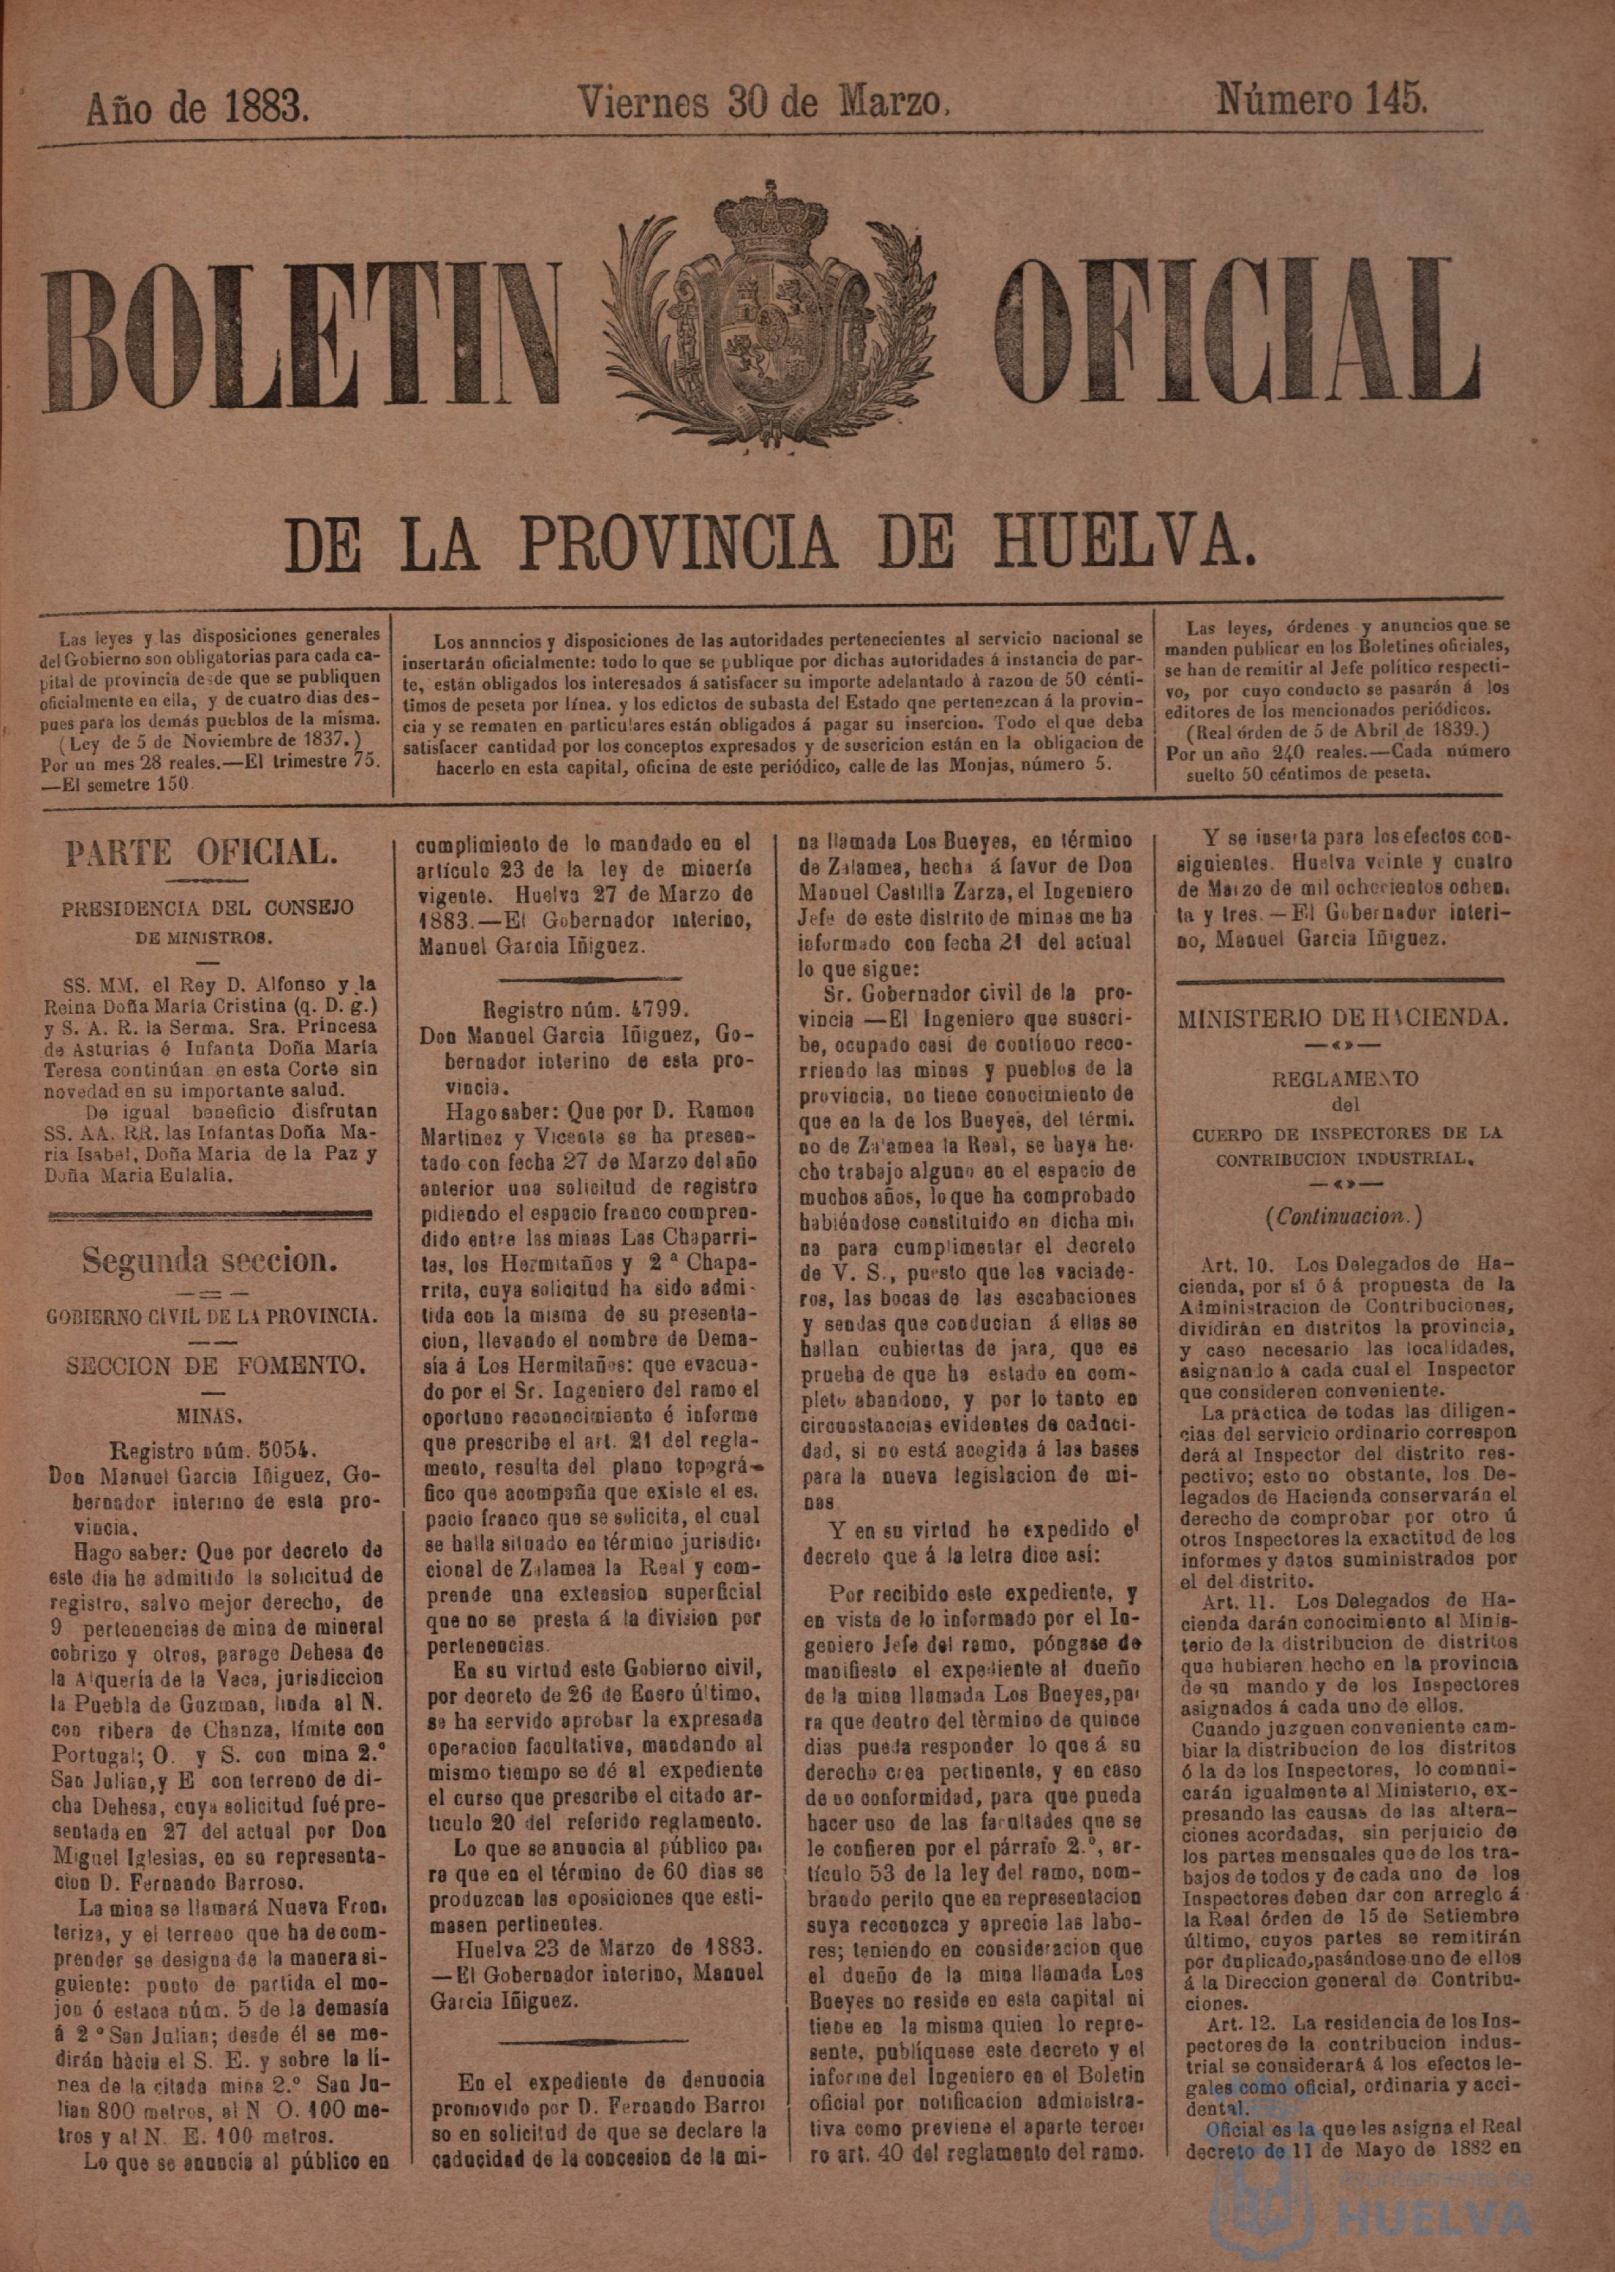 Año de 1883.
Viernes 30 de Marzo.
Número 145.
BOLETIN OFICIAL
DE LA PROVINCIA DE HUELVA.
Las leyes y las disposiciones generales
del Gobierno son obligatorias para cada ca-
pital de provincia desde que se publiquen
oficialmente en ella, y de cuatro dias des-
pues para los demás pueblos de la misma.
(Ley de 5 de Noviembre de 1837.)
Por un mes 28 reales.—El trimestre 75.
—El semetre 150.
Los annncios y disposiciones de las autoridades pertenecientes al servicio nacional se
insertarán oficialmente: todo lo que se publique por dichas autoridades á instancia de par-
te, están obligados los interesados á satisfacer su importe adelantado à razon de 50 cénti-
timos de peseta por línea. y los edictos de subasta del Estado qne pertenezcan á la provin-
cia y se rematen en particulares están obligados á pagar su insercion. Todo el que deba
satisfacer cantidad por los conceptos expresados y de suscricion están en la obligacion de
hacerlo en esta capital, oficina de este periódico, calle de las Monjas, número 5.
Las leyes, órdenes y anuncios que se
manden publicar en los Boletines oficiales,
se han de remitir al Jefe político respecti-
vo, por cuyo conducto se pasarán á los
editores de los mencionados periódicos.
(Real órden de 5 de Abril de 1839.)
Por un año 240 reales.—Cada número
suelto 50 céntimos de peseta.
PARTE OFICIAL.
PRESIDENCIA DEL CONSEJO
DE MINISTROS.
SS. MM. el Rey D. Alfonso y la
Reina Doña María Cristina (q. D. g.)
y S. A. R. la Serma. Sra. Princesa
de Asturias é Infanta Doña María
Teresa continúan en esta Corte sin
novedad en su importante salud.
De igual beneficio disfrutan
SS. AA. RR. las Infantas Doña Ma-
ría Isabel, Doña Maria de la Paz y
Doña Maria Eulalia.
Segunda seccion.
GOBIERNO CIVIL DE LA PROVINCIA.
SECCION DE FOMENTO.
MINAS.
Registro núm. 5054.
Don Manuel Garcia Iñiguez, Go-
bernador interino de esta pro-
vincia.
Hago saber: Que por decreto de
este dia he admitido la solicitud de
registro, salvo mejor derecho, de
9 pertenencias de mina de mineral
cobrizo y otros, parage Dehesa de
la Alquería de la Vaca, jurisdiccion
la Puebla de Guzman, linda al N.
con ribera de Chanza, límite con
Portugal; O. y S. con mina 2.ª
San Julian, y E con terreno de di-
cha Dehesa, cuya solicitud fué pre-
sentada en 27 del actual por Don
Miguel Iglesias, en su representa-
cion D. Fernando Barroso.
La mina se llamará Nueva Fron-
teriza, y el terreno que ha de com-
prender se designa de la manera si-
guiente: punto de partida el mo-
jon ó estaca núm. 5 de la demasía
á 2ª San Julian; desde él se me-
dirán hàcia el S. E. y sobre la lí-
nea de la citada mina 2.ª San Ju-
lian 800 metros, al N O. 100 me-
tros y al N. E. 100 metros.
Lo que se anuncia al público en
cumplimiento de lo mandado en el
artículo 23 de la ley de minería
vigente. Huelva 27 de Marzo de
1883.—El Gobernador interino,
Manuel Garcia Iñiguez.
Registro núm. 4799.
Don Manuel Garcia Iñiguez, Go-
bernador interino de esta pro-
vincia.
Hago saber: Que por D. Ramon
Martinez y Vicente se ha presen-
tado con fecha 27 de Marzo del año
anterior una solicitud de registro
pidiendo el espacio franco compren-
dido entre las minas Las Chaparri-
tas, los Hermitaños y 2ª Chapa-
rrita, cuya solicitud ha sido admi-
tida con la misma de su presenta-
cion, llevando el nombre de Dema-
sía á Los Hermitaños: que evacua-
do por el Sr. Ingeniero del ramo el
oportuno reconocimiento é informe
que prescribe el art. 21 del regla-
mento, resulta del plano topográ-
fico que acompaña que existe el es-
pacio franco que se solicita, el cual
se halla situado en término jurisdic-
cional de Zalamea la Real y com-
prende una extension superficial
que no se presta á la division por
pertenencias.
En su virtud este Gobierno civil,
por decreto de 26 de Enero último,
se ha servido aprobar la expresada
operacion facultativa, mandando al
mismo tiempo se dé al expediente
el curso que prescribe el citado ar-
ticulo 20 del referido reglamento.
Lo que se anuncia al público pa-
ra que en el término de 60 dias se
produzcan las oposiciones que esti-
masen pertinentes.
Huelva 23 de Marzo de 1883.
—El Gobernador interino, Manuel
Garcia Iñiguez.
En el expediente de denuncia
promovido por D. Fernando Barro-
so en solicitud de que se declare la
caducidad de la concesion de la mi-
na llamada Los Bueyes, en término
de Zalamea, hecha á favor de Don
Manuel Castilla Zarza, el Ingeniero
Jefe de este distrito de minas me ha
informado con fecha 21 del actual
lo que sigue:
Sr. Gobernador civil de la pro-
vincia —El Ingeniero que suscri-
be, ocupado casi de contínuo reco-
rriendo las minas y pueblos de la
provincia, no tiene conocimiento de
que en la de los Bueyes, del térmi-
no de Zalamea la Real, se haya he-
cho trabajo alguno en el espacio de
muchos años, lo que ha comprobado
habiéndose constituido en dicha mi-
na para cumplimentar el decreto
de V. S., puesto que los vaciade-
ros, las bocas de las escabaciones
y sendas que conducian á ellas se
hallan cubiertas de jara, que es
prueba de que ha estado en com-
pleto abandono, y por lo tanto en
circunstancias evidentes de caduci-
dad, si no está acogida á las bases
para la nueva legislacion de mi-
nas
Y en su virtud he expedido el
decreto que á la letra dice así:
Por recibido este expediente, y
en vista de lo informado por el In-
geniero Jefe del ramo, póngase de
manifiesto el expediente al dueño
de la mina llamada Los Bueyes, pa-
ra que dentro del tèrmino de quince
dias pueda responder lo que á su
derecho crea pertinente, y en caso
de no conformidad, para que pueda
hacer uso de las facultades que se
le confieren por el párrafo 2.º, ar-
tículo 53 de la ley del ramo, nom-
brando perito que en representacion
suya reconozca y aprecie las labo-
res; teniendo en consideracion que
el dueño de la mina llamada Los
Bueyes no reside en esta capital ni
tiene en la misma quien lo repre-
sente, publíquese este decreto y el
informe del Ingeniero en el Boletin
oficial por notificacion administra-
tiva como previene el aparte terce-
ro art. 40 del reglamento del ramo.
Y se inserta para los efectos con-
siguientes. Huelva veinte y cuatro
de Marzo de mil ochocientos ochen-
ta y tres. — El Gobernador interi-
no, Manuel Garcia Iñiguez.
MINISTERIO DE HACIENDA.
REGLAMENTO
del
CUERPO DE INSPECTORES DE LA
CONTRIBUCION INDUSTRIAL.
(Continuacion.)
Art. 10. Los Delegados de Ha-
cienda, por sí ó á propuesta de la
Administracion de Contribuciones,
dividirán en distritos la provincia,
y caso necesario las localidades,
asignando à cada cual el Inspector
que consideren conveniente.
La pràctica de todas las diligen-
cias del servicio ordinario correspon
derá al Inspector del distrito res-
pectivo; esto no obstante, los De-
legados de Hacienda conservarán el
derecho de comprobar por otro ú
otros Inspectores la exactitud de los
informes y datos suministrados por
el del distrito.
Art. 11. Los Delegados de Ha-
cienda darán conocimiento al Minis-
terio de la distribucion de distritos
que hubieren hecho en la provincia
de su mando y de los Inspectores
asignados á cada uno de ellos.
Cuando juzguen conveniente cam-
biar la distribucion de los distritos
ó la de los Inspectores, lo comuni-
carán igualmente al Ministerio, ex-
presando las causas de las altera-
ciones acordadas, sin perjuicio de
los partes mensuales que de los tra-
bajos de todos y de cada uno de los
Inspectores deben dar con arreglo á
la Real órden de 15 de Setiembre
último, cuyos partes se remitirán
por duplicado, pasándose uno de ellos
á la Direccion general de Contribu-
ciones.
Art. 12. La residencia de los Ins-
pectores de la contribucion indus-
trial se considerará á los efectos le-
gales como oficial, ordinaria y acci-
dental.
Oficial es la que les asigna el Real
decreto de 11 de Mayo de 1882 en
Ayuntamiento de
HUELVA